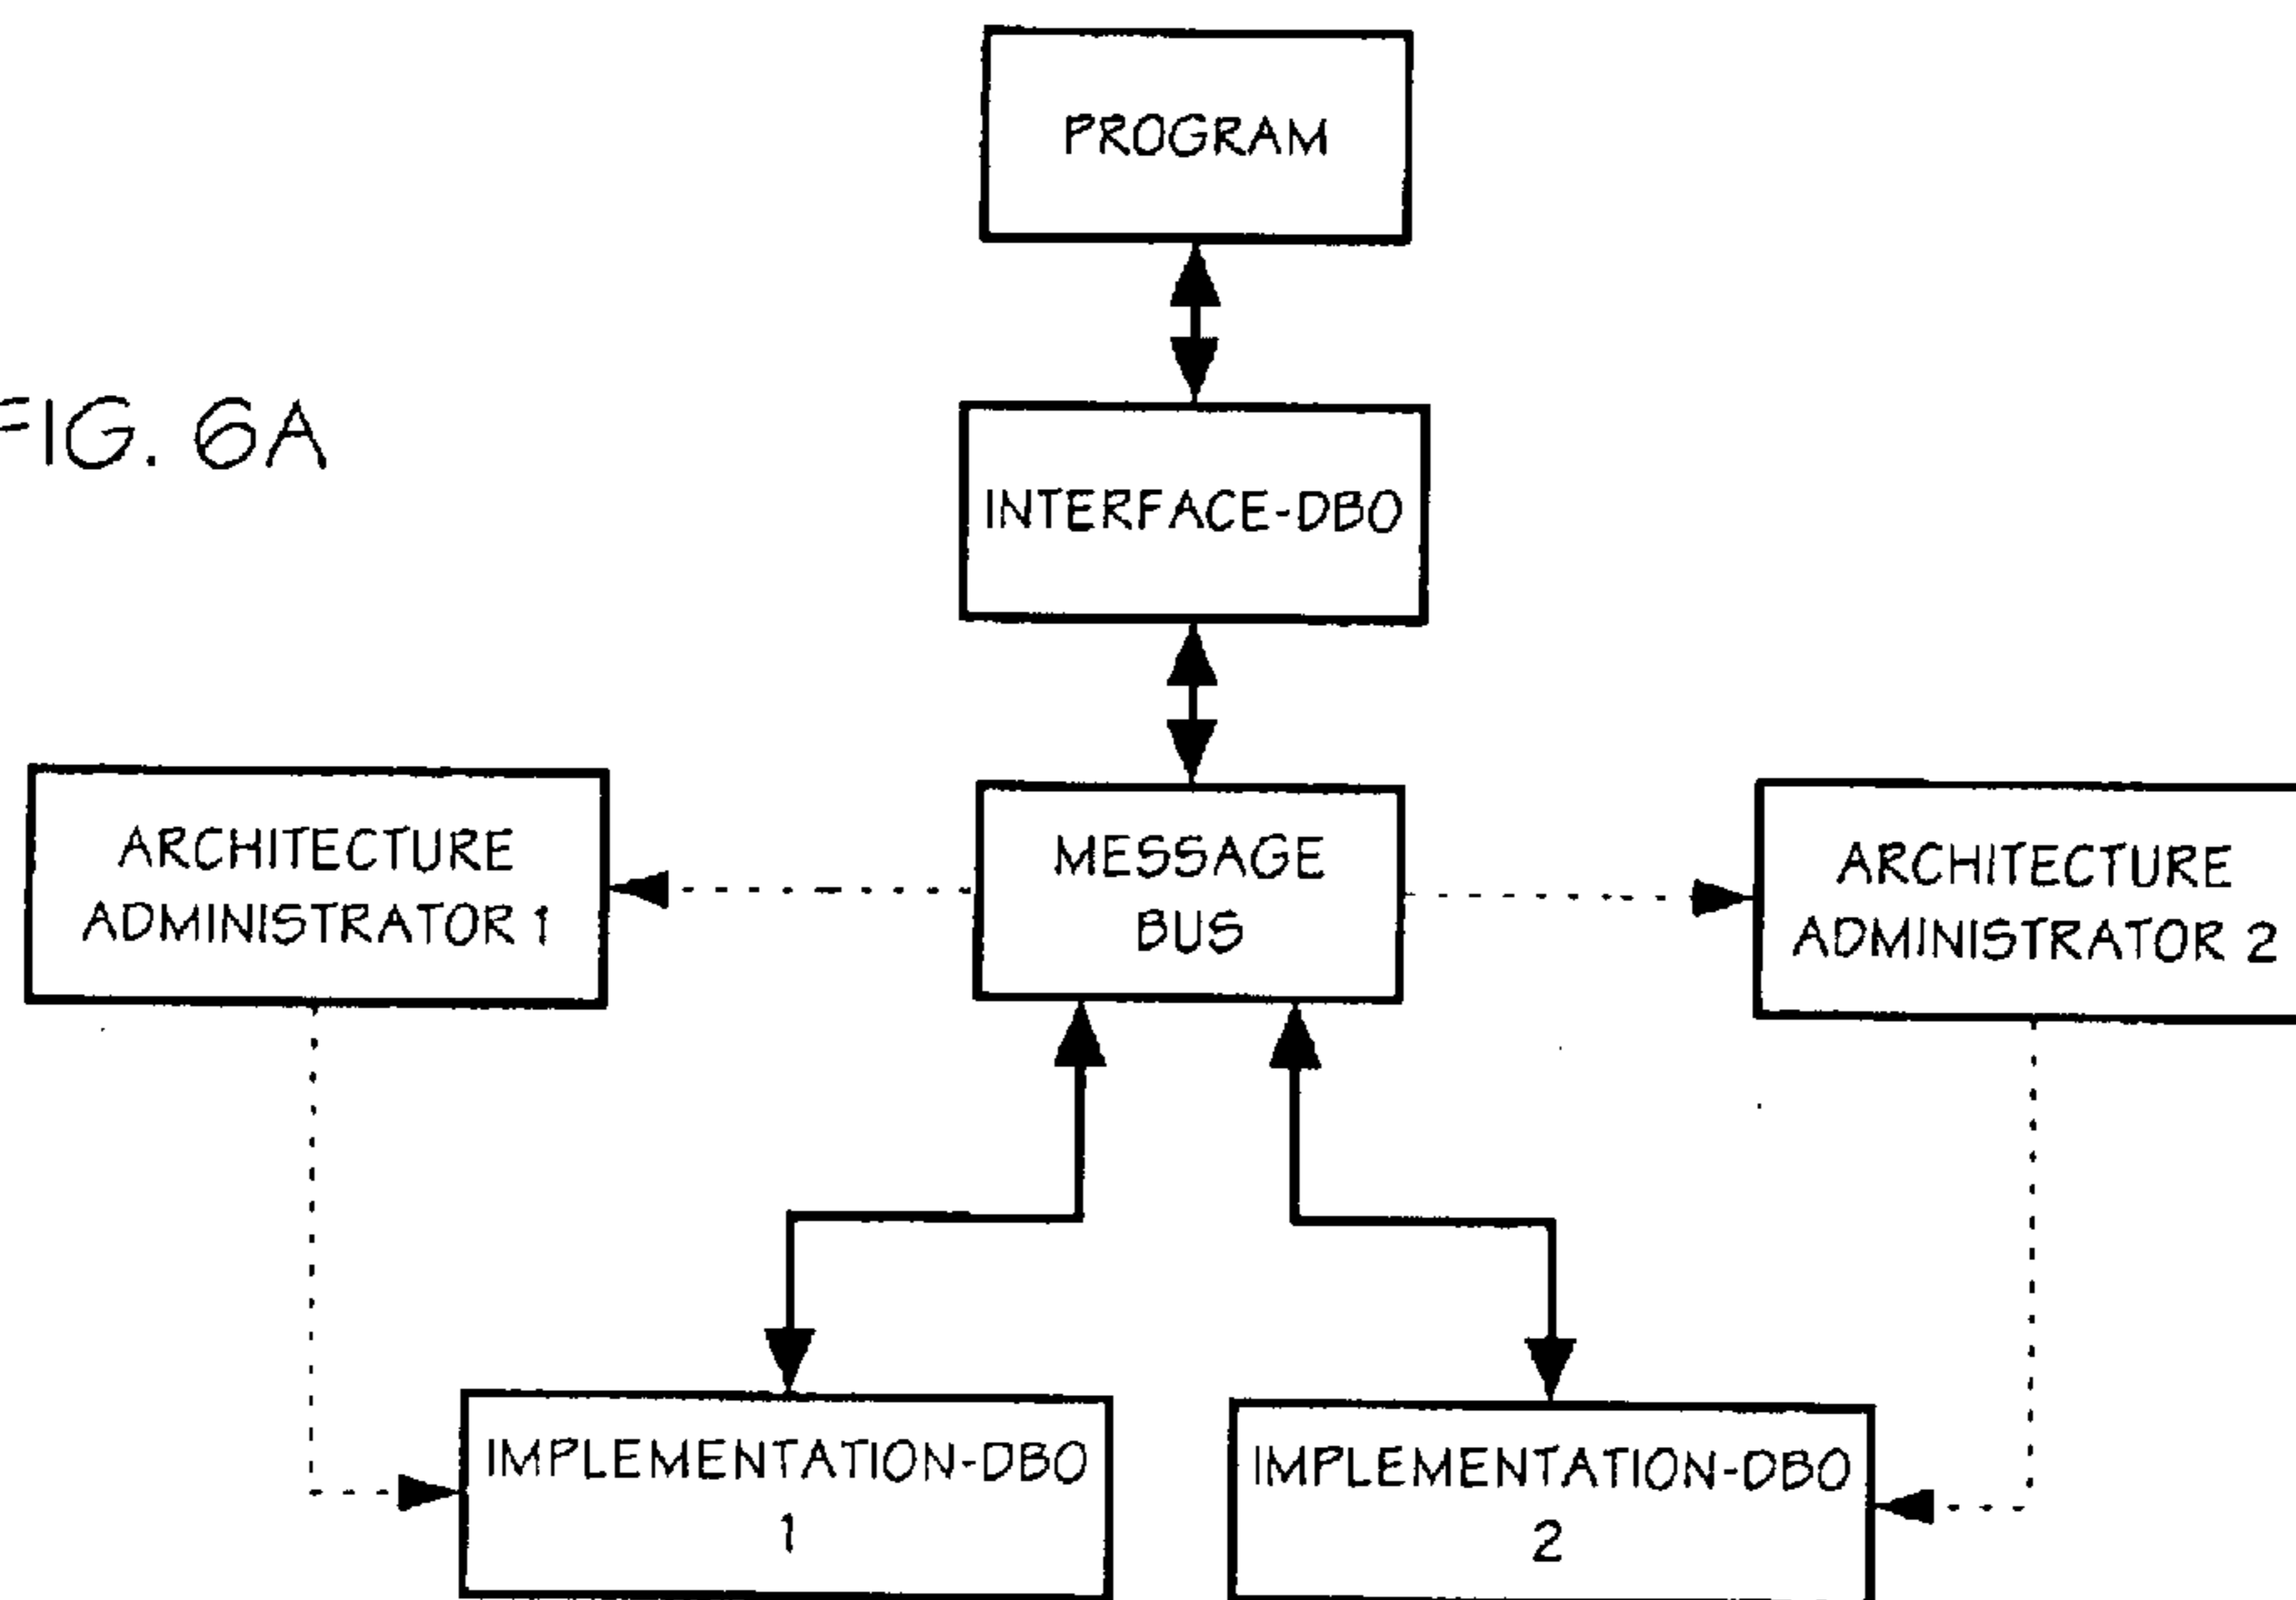 PROGRAM
FIG. 6A
INTERFACE-DBO
ARCHITECTURE
ADMINISTRATOR 1
MESSAGE
BUS
ARCHITECTURE
ADMINISTRATOR 2
IMPLEMENTATION-DBO
1
IMPLEMENTATION-DBO
2